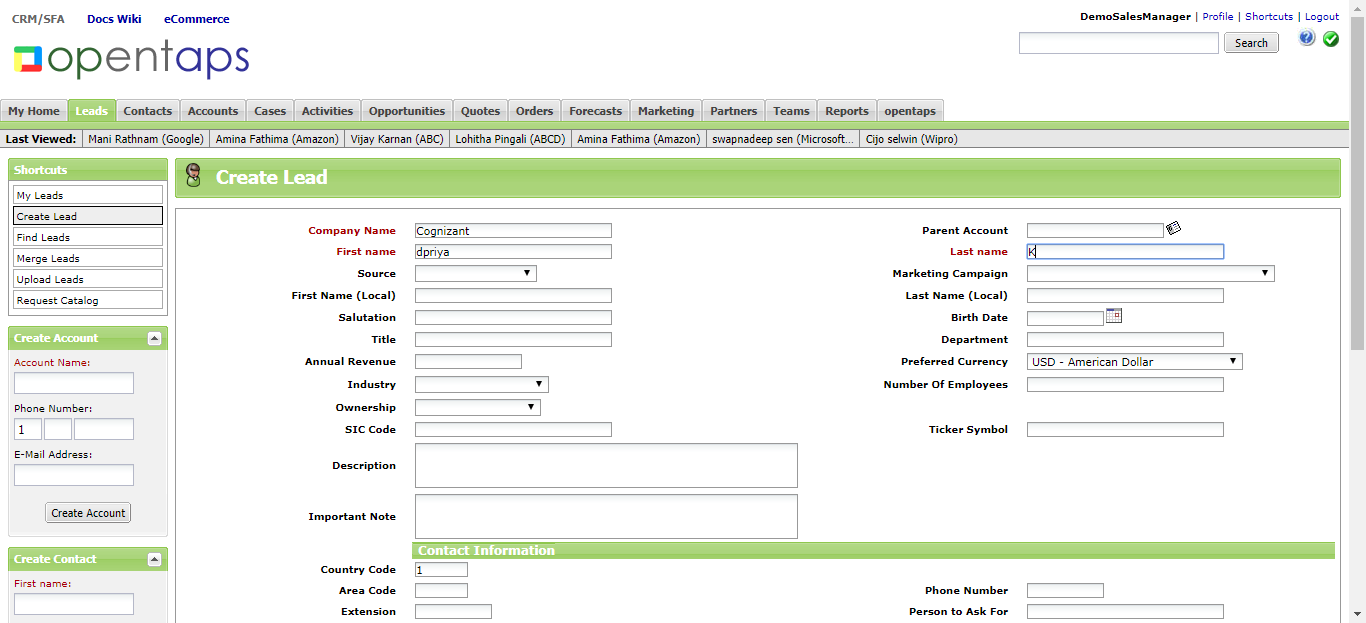 CRM/SFA Docs Wiki eCommerce
DemoSalesManager | Profile | Shortcuts | Logout
opentaps
Search
My Home Leads Contacts Accounts Cases Activities Opportunities Quotes Orders Forecasts Marketing Partners Teams Reports opentaps
Last Viewed: Mani Rathnam (Google) Amina Fathima (Amazon) Vijay Karnan (ABC) Lohitha Pingali (ABCD) Amina Fathima (Amazon) swapnadeep sen (Microsoft... Cijo selwin (Wipro)
Shortcuts
My Leads
Create Lead
Find Leads
Merge Leads
Upload Leads
Request Catalog
Create Account
Account Name:
Phone Number:
1
E-Mail Address:
Create Account
Create Contact
First name:
Create Lead
Company Name Cognizant Parent Account
First name dpriya Last name K
Source Marketing Campaign
First Name (Local) Last Name (Local)
Salutation Birth Date
Title Department
Annual Revenue Preferred Currency USD - American Dollar
Industry Number Of Employees
Ownership
SIC Code Ticker Symbol
Description
Important Note
Contact Information
Country Code 1
Area Code Phone Number
Extension Person to Ask For